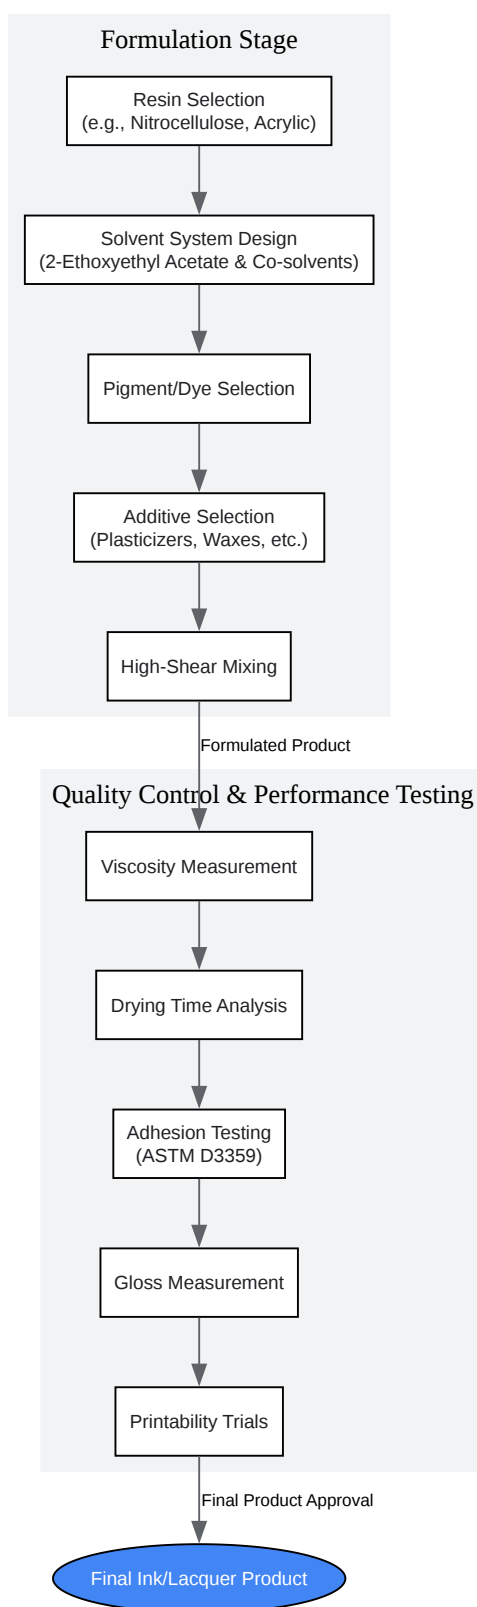 Formulation Stage
Resin Selection
(e.g., Nitrocellulose, Acrylic)
Solvent System Design
(2-Ethoxyethyl Acetate & Co-solvents)
Pigment/Dye Selection
Additive Selection
(Plasticizers, Waxes, etc.)
High-Shear Mixing
Formulated Product
Quality Control & Performance Testing
Viscosity Measurement
Drying Time Analysis
Adhesion Testing
(ASTM D3359)
Gloss Measurement
Printability Trials
Final Product Approval
Final Ink/Lacquer Product